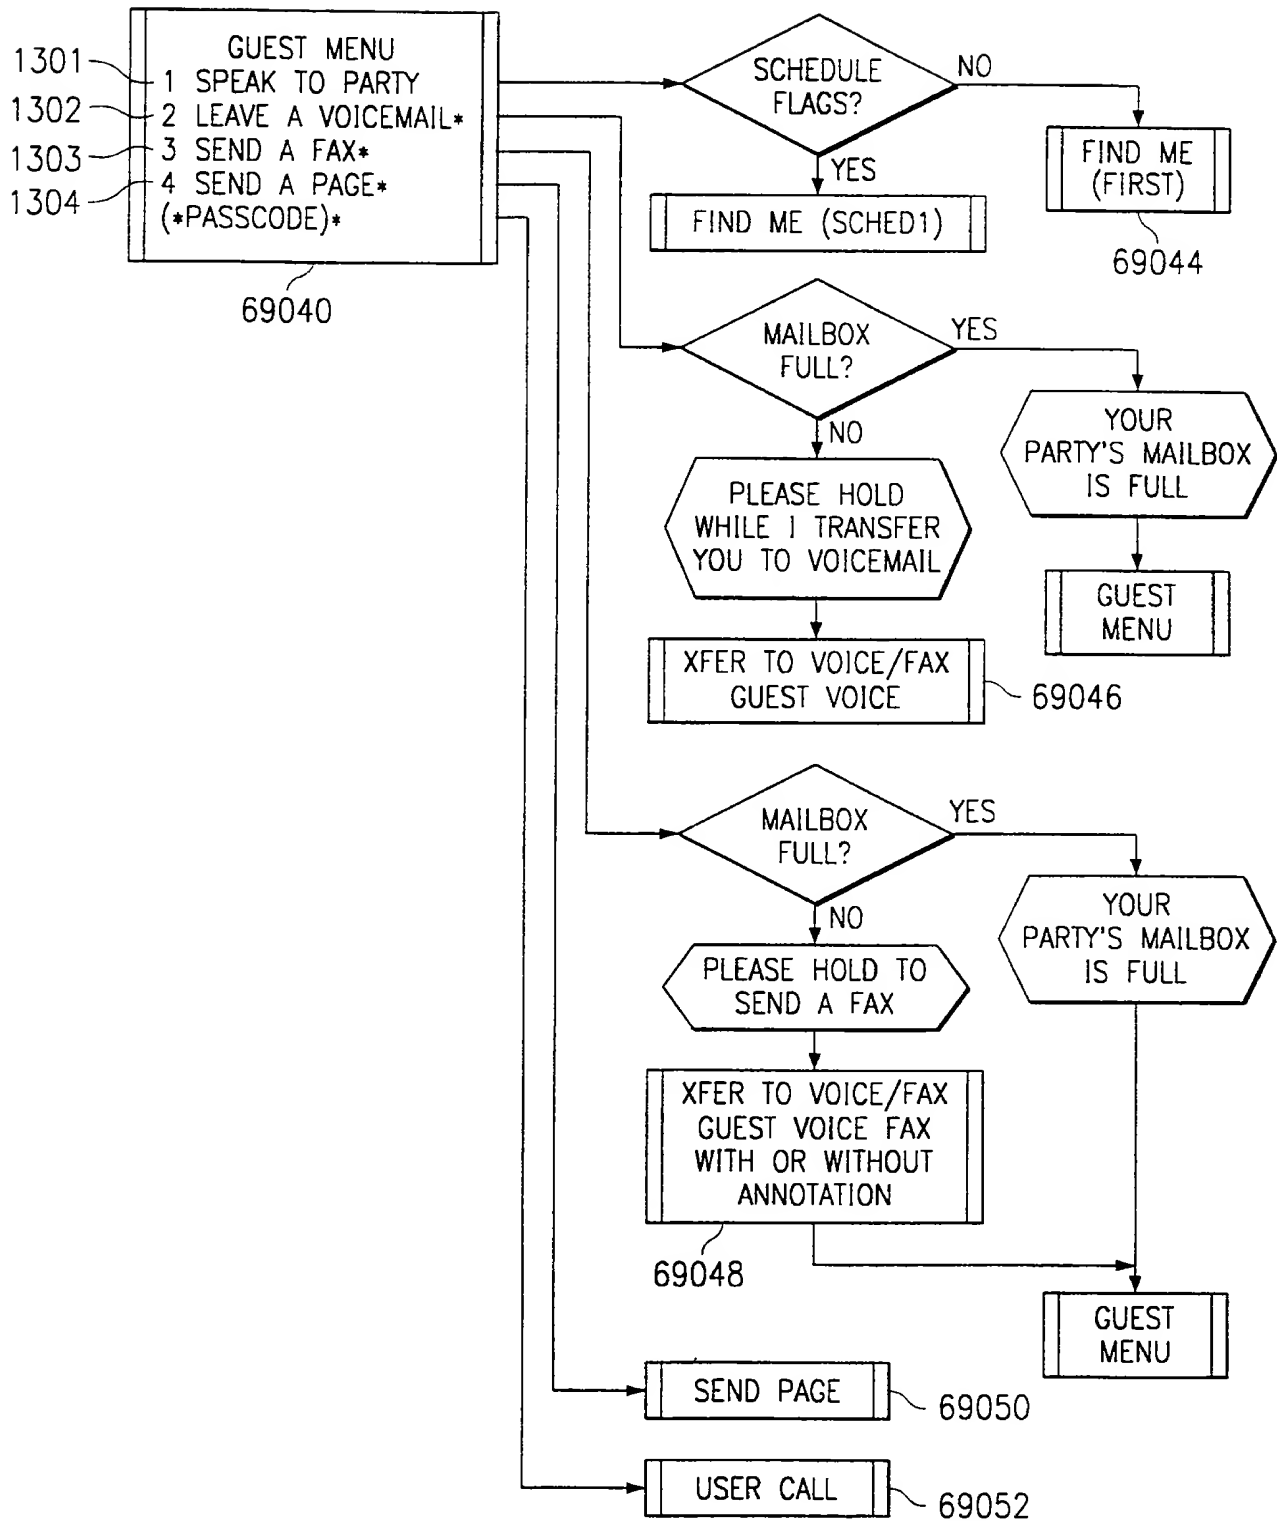 GUEST MENU
1301
1 SPEAK TO PARTY
1302
2 LEAVE A VOICEMAIL*
1303
3 SEND A FAX*
1304
4 SEND A PAGE*
(*PASSCODE)*
69040
SCHEDULE
FLAGS?
NO
YES
FIND ME
(FIRST)
69044
FIND ME (SCHED1)
MAILBOX
FULL?
YES
NO
YOUR
PARTY'S MAILBOX
IS FULL
PLEASE HOLD
WHILE I TRANSFER
YOU TO VOICEMAIL
GUEST
MENU
XFER TO VOICE/FAX
GUEST VOICE
69046
MAILBOX
FULL?
YES
NO
YOUR
PARTY'S MAILBOX
IS FULL
PLEASE HOLD TO
SEND A FAX
XFER TO VOICE/FAX
GUEST VOICE FAX
WITH OR WITHOUT
ANNOTATION
69048
GUEST
MENU
SEND PAGE
69050
USER CALL
69052